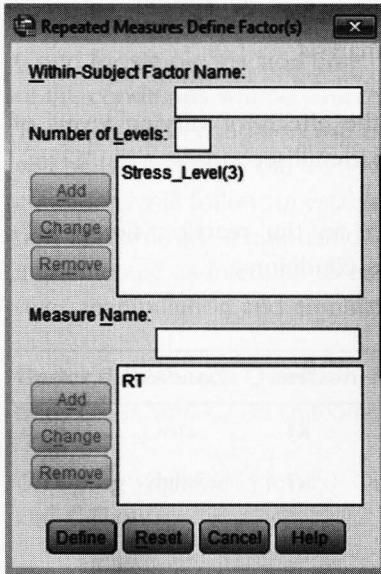 Repeated Measures Define Factor(s)
Within-Subject Factor Name:
Number of Levels:
Stress_Level(3)
Add
Change
Remove
Measure Name:
RT
Add
Change
Remove
Define Reset Cancel Help